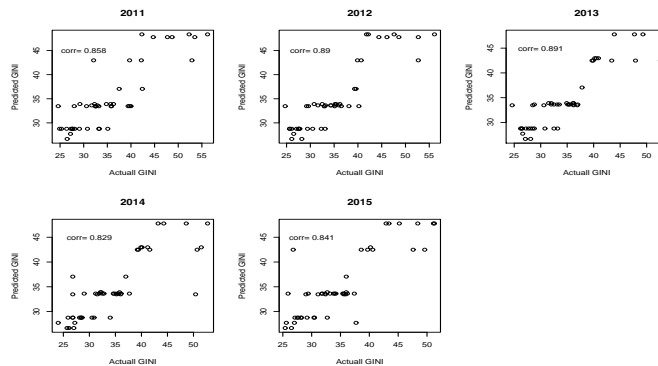 2011
2012
2013
corr= 0.858
corr= 0.89
corr= 0.891
Predicted GINI
30 35 40 45
Predicted GINI
30 35 40 45
Predicted GINI
30 35 40 45
25 30 35 40 45 50 55
25 30 35 40 45 50 55
25 30 35 40 45 50
Actuall GINI
Actuall GINI
Actuall GINI
2014
2015
corr= 0.829
corr= 0.841
Predicted GINI
30 35 40 45
Predicted GINI
30 35 40 45
25 30 35 40 45 50
25 30 35 40 45 50
Actuall GINI
Actuall GINI